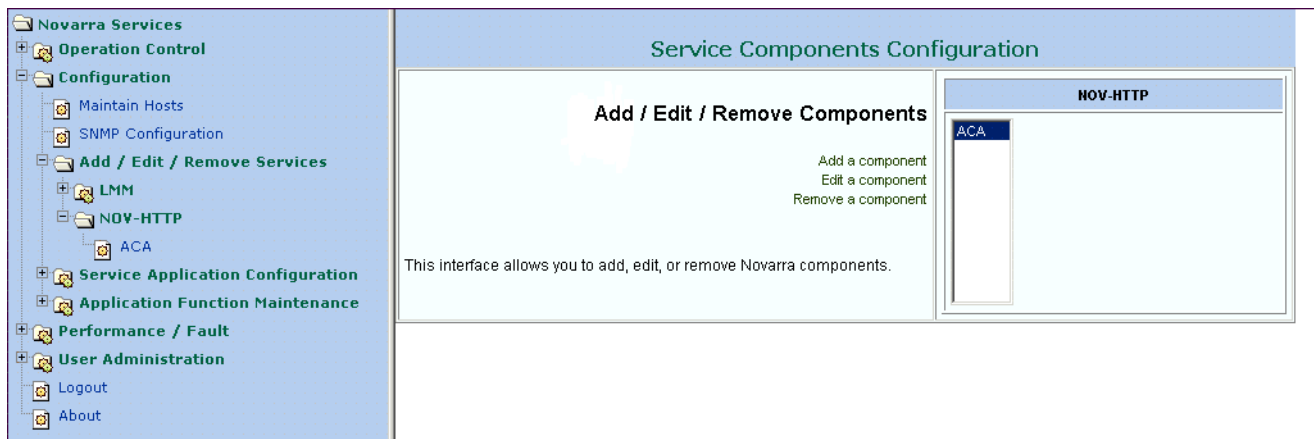 Novarra Services
Operation Control
Configuration
Maintain Hosts
SNMP Configuration
Add / Edit / Remove Services
LMM
NOV-HTTP
ACA
Service Application Configuration
Application Function Maintenance
Performance / Fault
User Administration
Logout
About
Service Components Configuration
Add / Edit / Remove Components
Add a component
Edit a component
Remove a component
This interface allows you to add, edit, or remove Novarra components.
NOV-HTTP
ACA